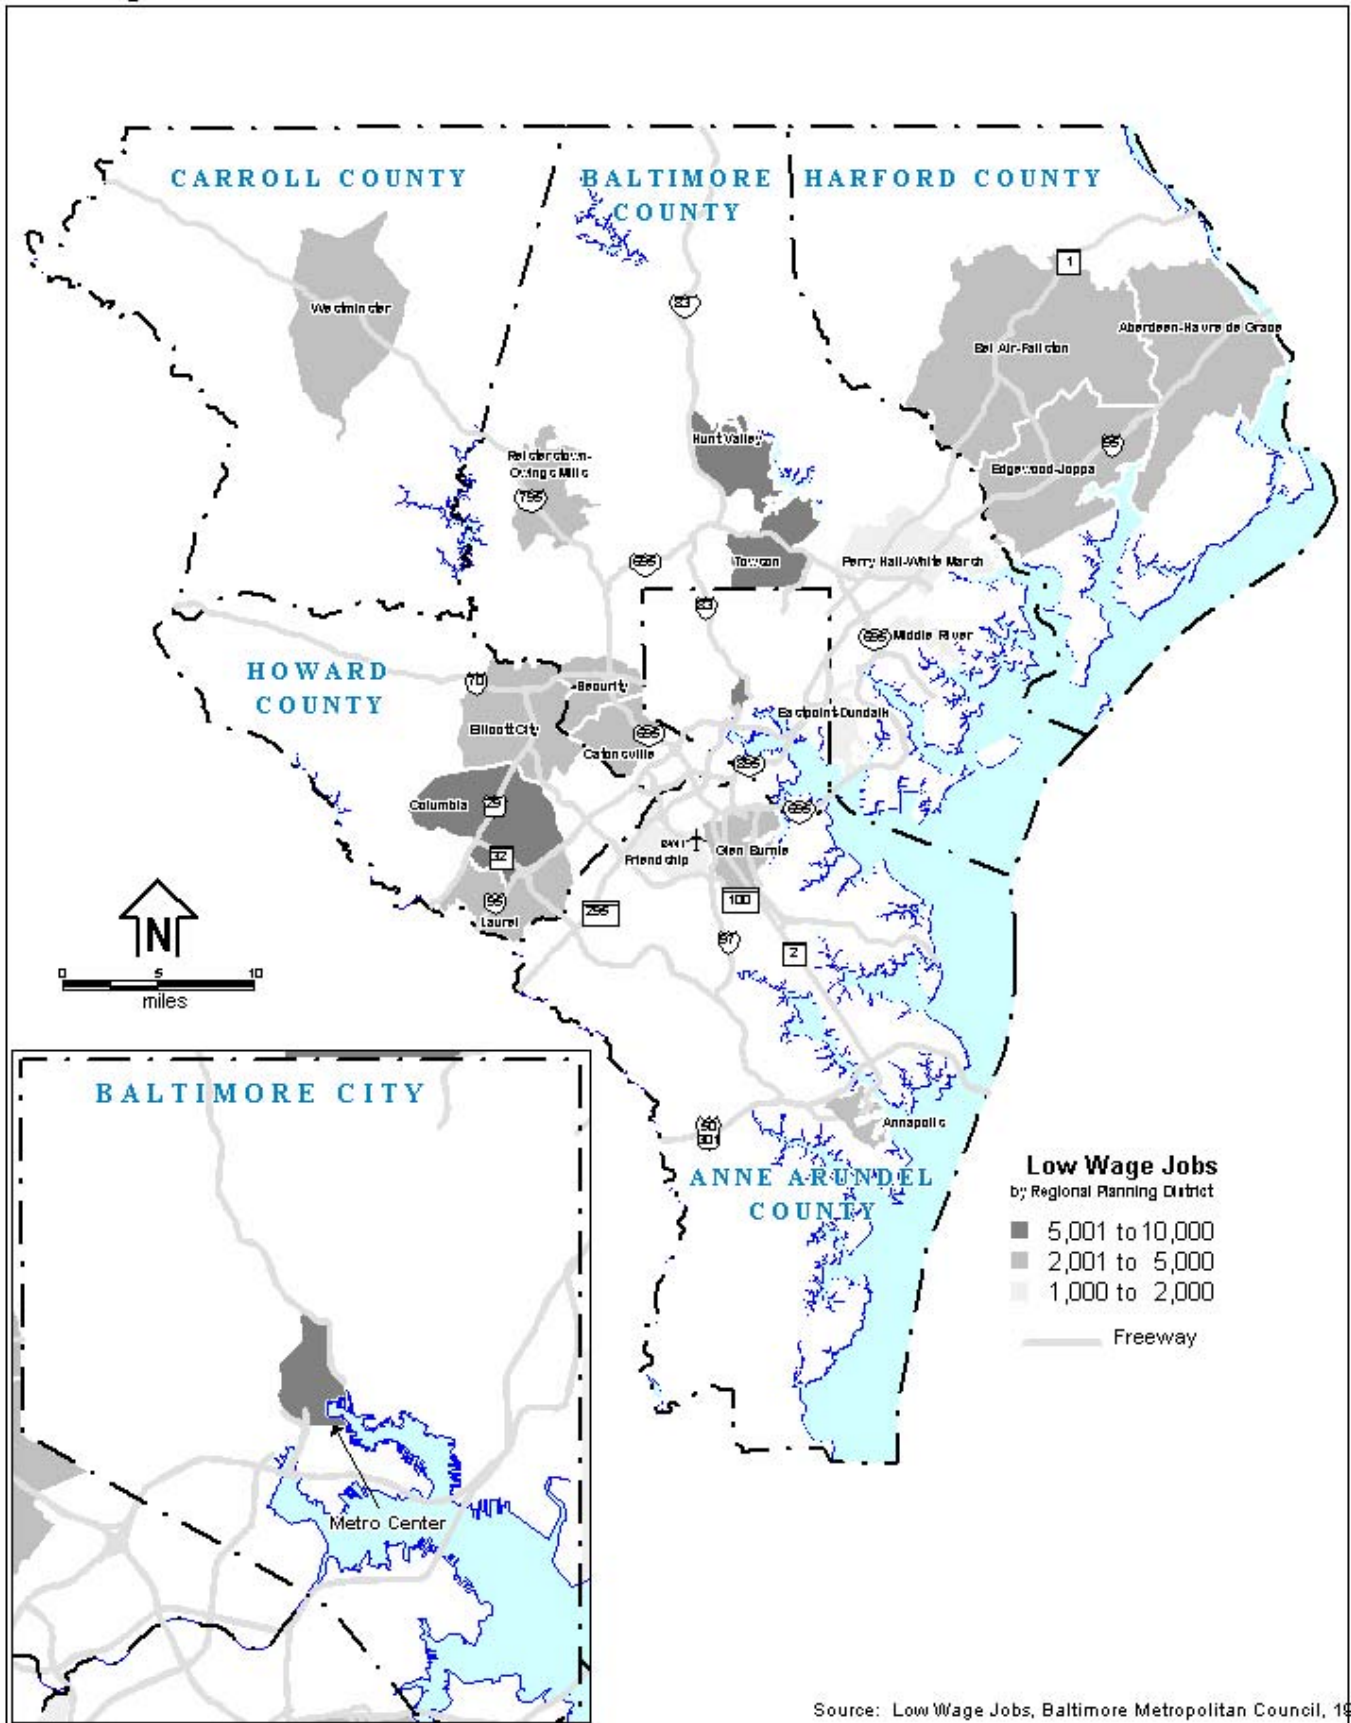 CARROLL COUNTY
BALTIMORE
COUNTY
HARFORD COUNTY
1
Westminster
83
Aberdeen-Havre de Grace
Bel Air-Fallston
Hunt Valley
Reisterstown-
Owings Mills
95
Edgewood-Joppa
795
695
Towson
Perry Hall-White Marsh
83
695
Middle River
HOWARD
COUNTY
70
Security
Ellicott City
Eastpoint-Dundalk
695
Catonsville
895
Columbia
29
695
BWI
Friendship
Glen Burnie
32
95
Laurel
295
100
97
2
N
0 5 10
miles
BALTIMORE CITY
50
301
Annapolis
ANNE ARUNDEL
COUNTY
Low Wage Jobs
by Regional Planning District
5,001 to 10,000
2,001 to 5,000
1,000 to 2,000
Freeway
Metro Center
Source: Low Wage Jobs, Baltimore Metropolitan Council,